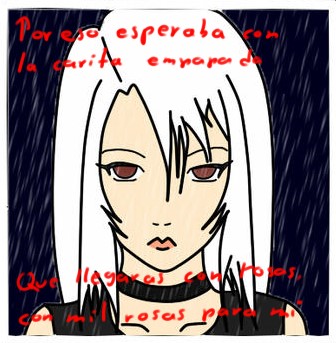 Por eso esperaba con
la carita empapada
Que llegaras con rosas,
con mil rosas para mi